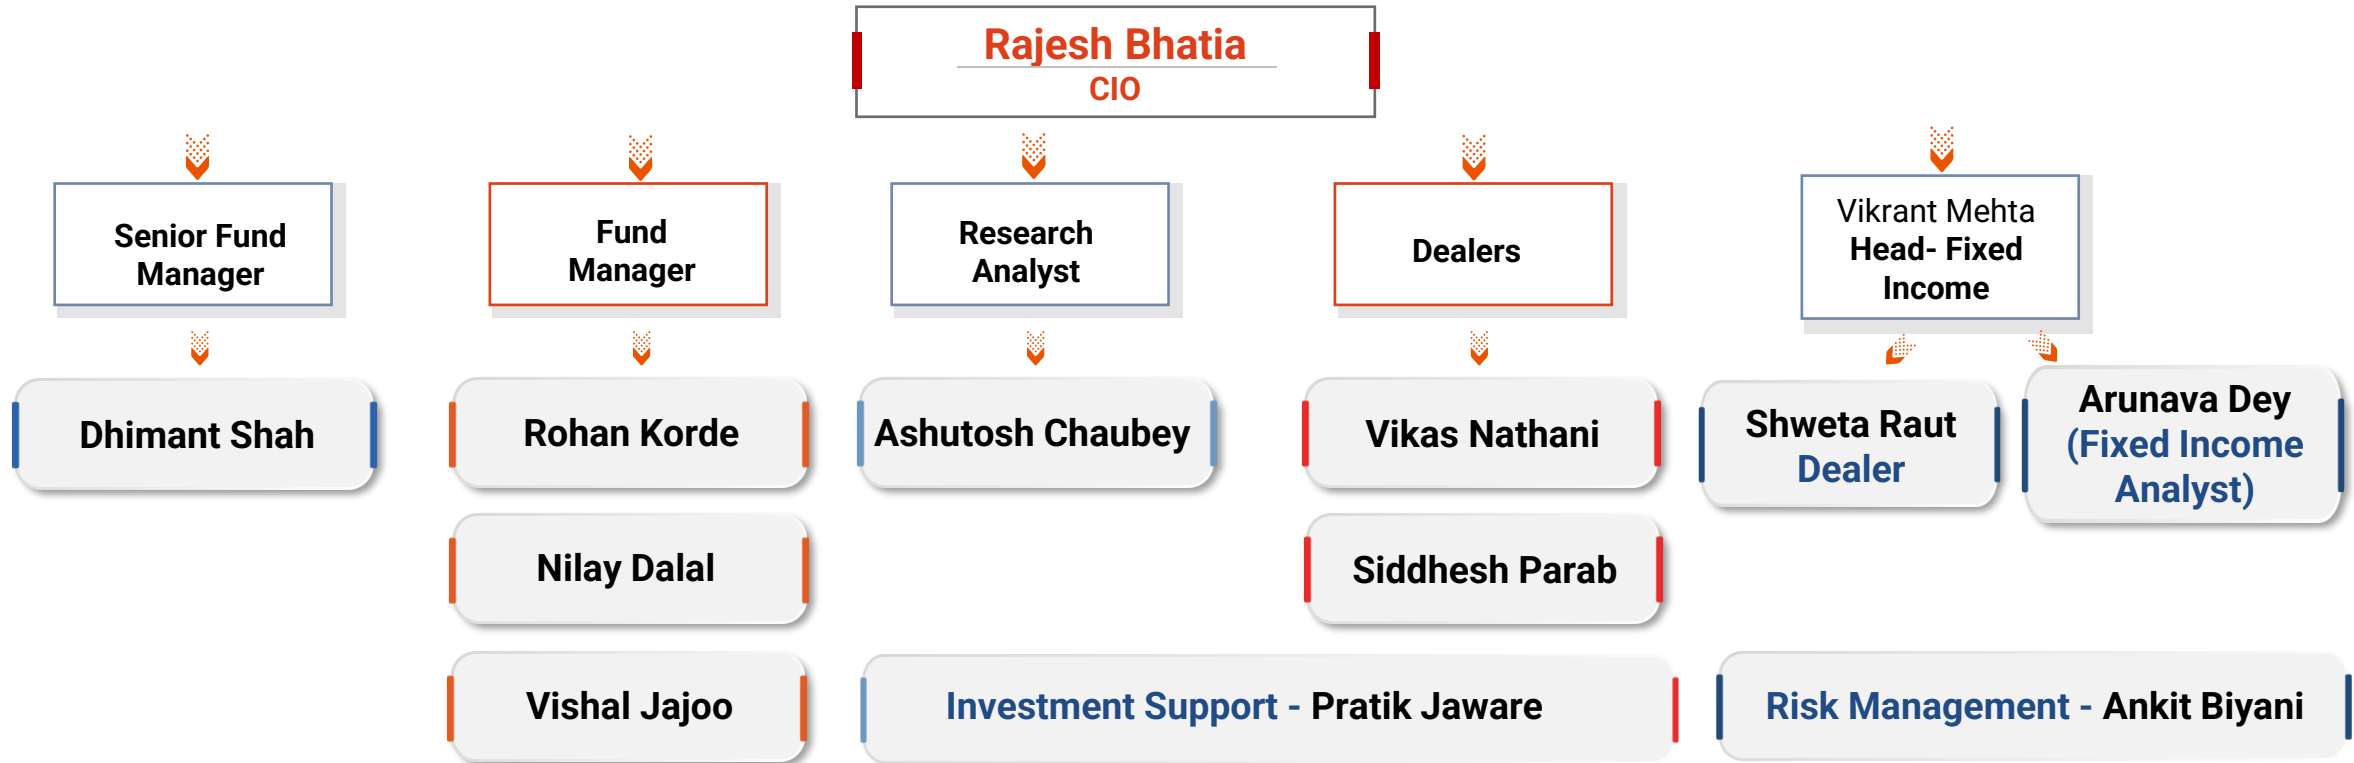 Rajesh Bhatia
CIO
Senior Fund
Manager
Fund
Manager
Research
Analyst
Dealers
Vikrant Mehta
Head- Fixed
Income
Dhimant Shah
Rohan Korde
Ashutosh Chaubey
Vikas Nathani
Shweta Raut
Dealer
Arunava Dey
(Fixed Income
Analyst)
Nilay Dalal
Siddhesh Parab
Vishal Jajoo
Investment Support - Pratik Jaware
Risk Management - Ankit Biyani